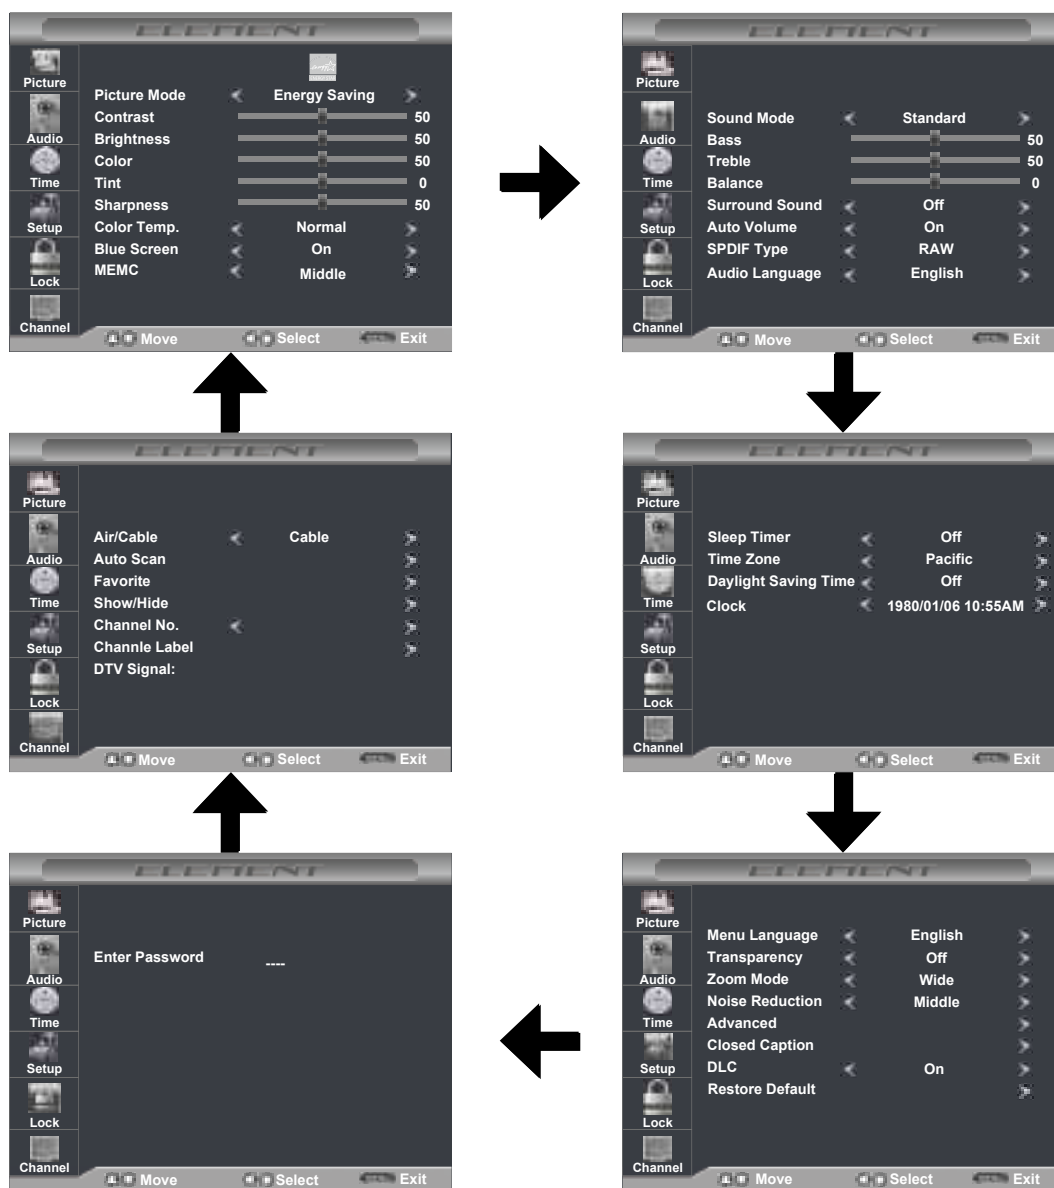 ELEMENT
Picture
Audio
Time
Setup
Lock
Channel
Picture Mode Energy Saving
Contrast 50
Brightness 50
Color 50
Tint 0
Sharpness 50
Color Temp. Normal
Blue Screen On
MEMC Middle
Move Select Exit
ELEMENT
Picture
Audio
Time
Setup
Lock
Channel
Sound Mode Standard
Bass 50
Treble 50
Balance 0
Surround Sound Off
Auto Volume On
SPDIF Type RAW
Audio Language English
Move Select Exit
ELEMENT
Picture
Audio
Time
Setup
Lock
Channel
Air/Cable Cable
Auto Scan
Favorite
Show/Hide
Channel No.
Channle Label
DTV Signal:
Move Select Exit
ELEMENT
Picture
Audio
Time
Setup
Lock
Channel
Sleep Timer Off
Time Zone Pacific
Daylight Saving Time Off
Clock 1980/01/06 10:55AM
Move Select Exit
ELEMENT
Picture
Audio
Time
Setup
Lock
Channel
Enter Password ----
Move Select Exit
ELEMENT
Picture
Audio
Time
Setup
Lock
Channel
Menu Language English
Transparency Off
Zoom Mode Wide
Noise Reduction Middle
Advanced
Closed Caption
DLC On
Restore Default
Move Select Exit